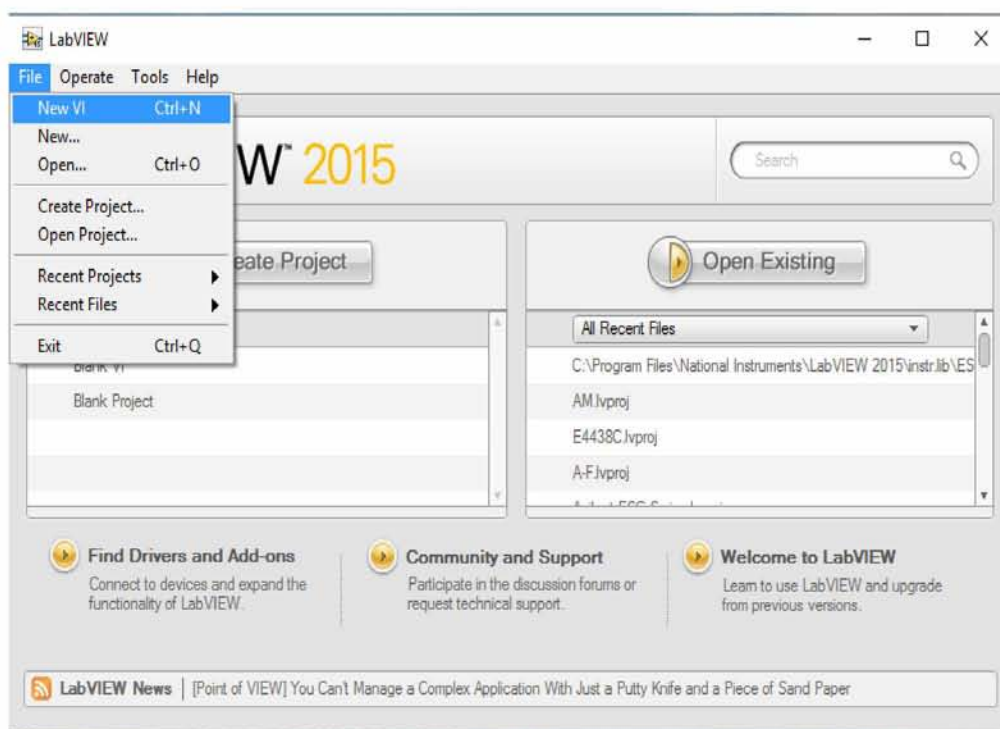 LabVIEW
File Operate Tools Help
New VI Ctrl+N
New...
Open... Ctrl+O
Create Project...
Open Project...
Recent Projects
Recent Files
Exit Ctrl+Q
W™ 2015
Search
eate Project
Open Existing
All Recent Files
Blank VI
C:\Program Files\National Instruments\LabVIEW 2015\instr.lib\ES
Blank Project
AM.lvproj
E4438C.lvproj
A-F.lvproj
Find Drivers and Add-ons
Connect to devices and expand the
functionality of LabVIEW.
Community and Support
Participate in the discussion forums or
request technical support.
Welcome to LabVIEW
Learn to use LabVIEW and upgrade
from previous versions.
LabVIEW News | [Point of VIEW] You Can't Manage a Complex Application With Just a Putty Knife and a Piece of Sand Paper